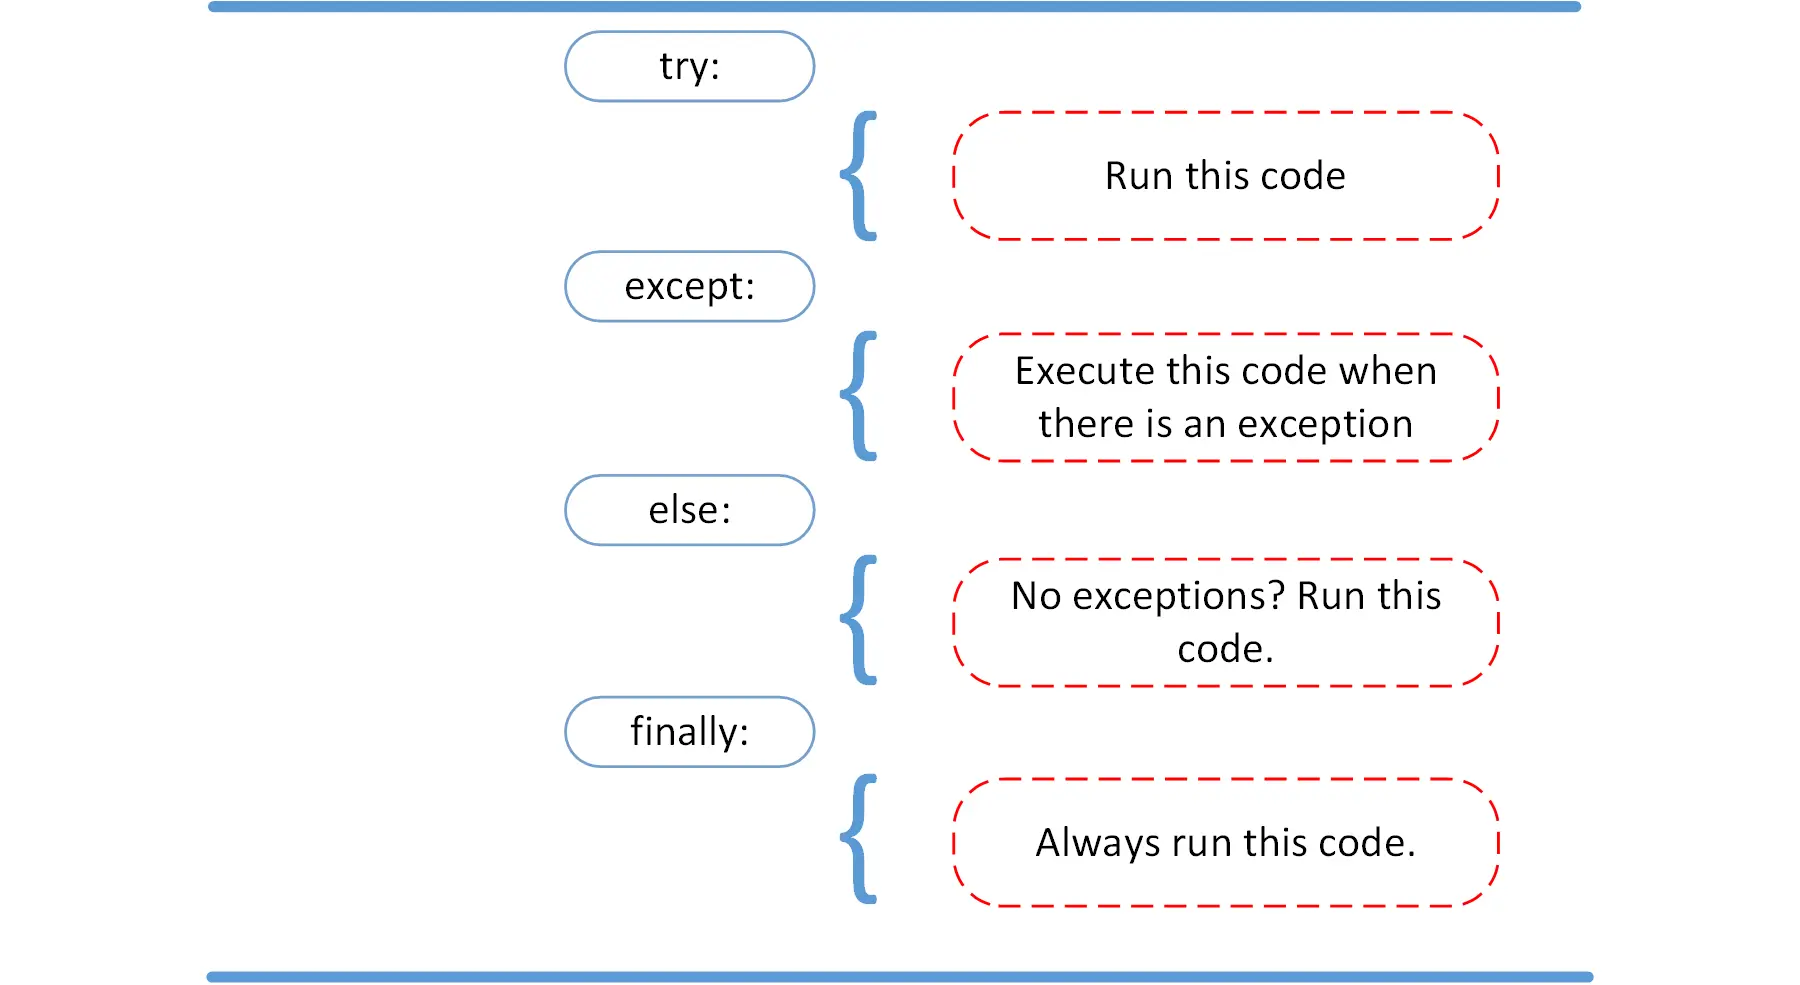 try:
Run this code
except:
Execute this code when
there is an exception
else:
No exceptions? Run this
code.
finally:
Always run this code.